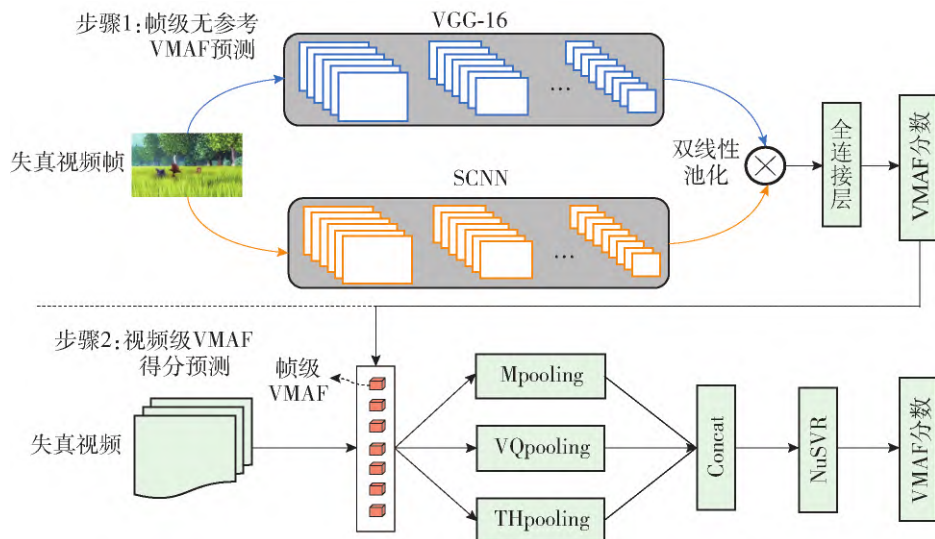 步骤1:帧级无参考
VMAF预测
VGG-16
…
失真视频帧
SCNN
…
双线性
池化
全连接层
VMAF分数
步骤2:视频级VMAF
得分预测
帧级
VMAF
失真视频
Mpooling
VQpooling
THpooling
Concat
NuSVR
VMAF分数